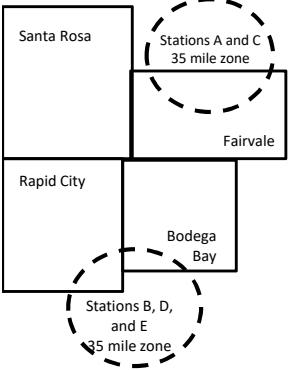 Santa Rosa
Stations A and C
35 mile zone
Fairvale
Rapid City
Bodega
Bay
Stations B, D,
and E
35 mile zone